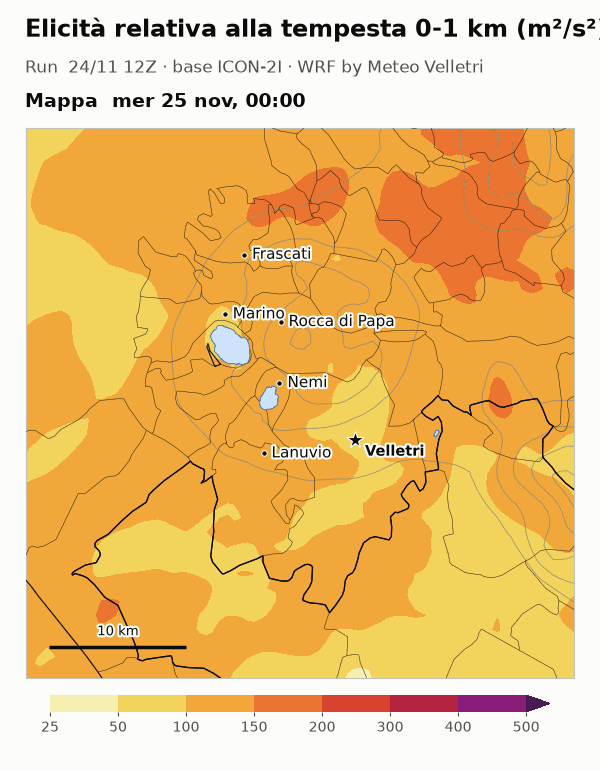 Elicità relativa alla tempesta 0-1 km (m²/s²)
Run  24/11 12Z · base ICON-2I · WRF by Meteo Velletri
Mappa  mer 25 nov, 00:00
Frascati
Marino
Rocca di Papa
Nemi
Velletri
Lanuvio
10 km
25 50 100 150 200 300 400 500